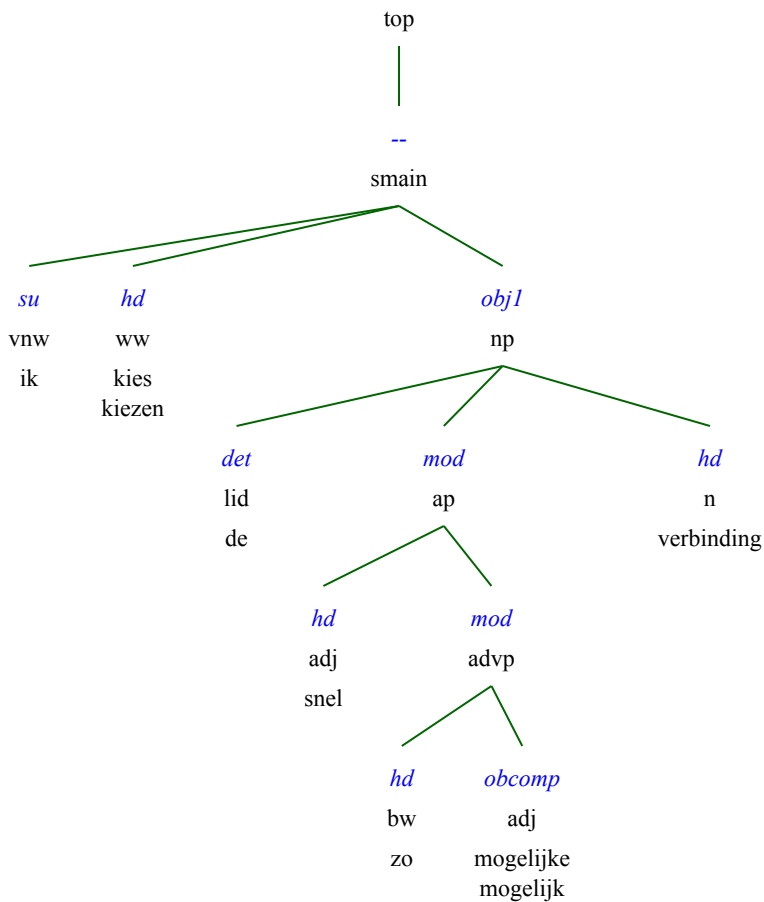 top
--
smain
su hd obj1
vnw ww np
ik kies
kiezen
det mod hd
lid ap n
de verbinding
hd mod
adj advp
snel
hd obcomp
bw adj
zo mogelijke
mogelijk